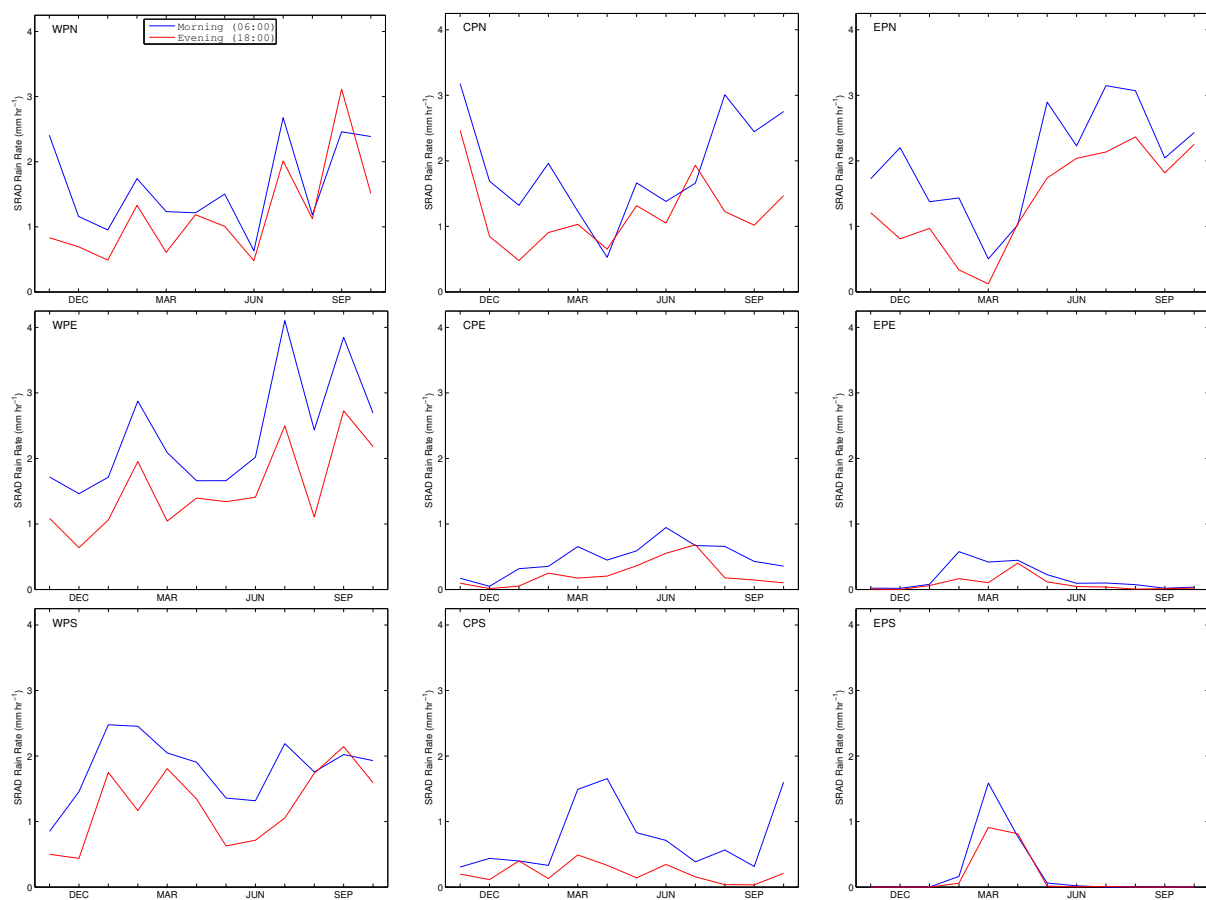 WPN
Morning (06:00)
Evening (18:00)
SRAD Rain Rate (mm hr⁻¹)
0
1
2
3
4
DEC MAR JUN SEP
CPN
SRAD Rain Rate (mm hr⁻¹)
0
1
2
3
4
DEC MAR JUN SEP
EPN
SRAD Rain Rate (mm hr⁻¹)
0
1
2
3
4
DEC MAR JUN SEP
WPE
SRAD Rain Rate (mm hr⁻¹)
0
1
2
3
4
DEC MAR JUN SEP
CPE
SRAD Rain Rate (mm hr⁻¹)
0
1
2
3
4
DEC MAR JUN SEP
EPE
SRAD Rain Rate (mm hr⁻¹)
0
1
2
3
4
DEC MAR JUN SEP
WPS
SRAD Rain Rate (mm hr⁻¹)
0
1
2
3
4
DEC MAR JUN SEP
CPS
SRAD Rain Rate (mm hr⁻¹)
0
1
2
3
4
DEC MAR JUN SEP
EPS
SRAD Rain Rate (mm hr⁻¹)
0
1
2
3
4
DEC MAR JUN SEP